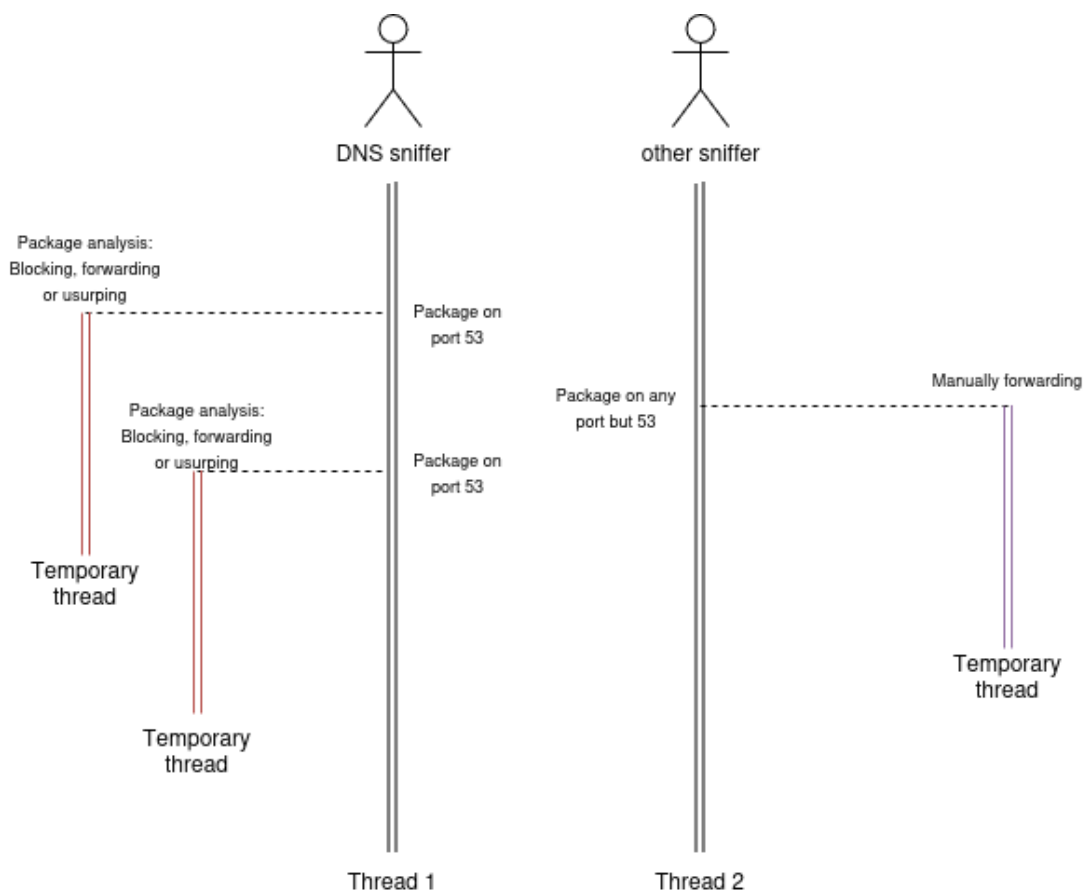 DNS sniffer
other sniffer
Package analysis:
Blocking, forwarding
or usurping
Package on
port 53
Manually forwarding
Package on any
port but 53
Package analysis:
Blocking, forwarding
or usurping
Package on
port 53
Temporary
thread
Temporary
thread
Temporary
thread
Thread 1
Thread 2